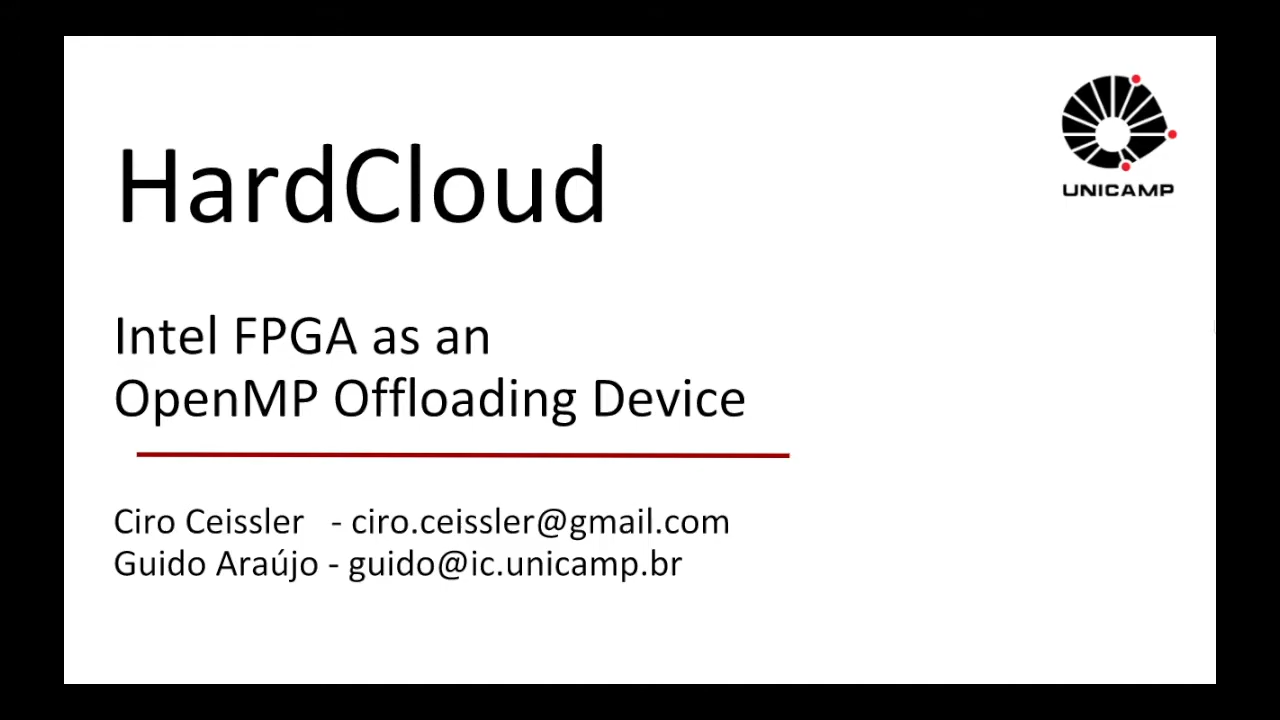 HardCloud
UNICAMP
Intel FPGA as an
OpenMP Offloading Device
Ciro Ceissler - ciro.ceissler@gmail.com
Guido Araújo - guido@ic.unicamp.br